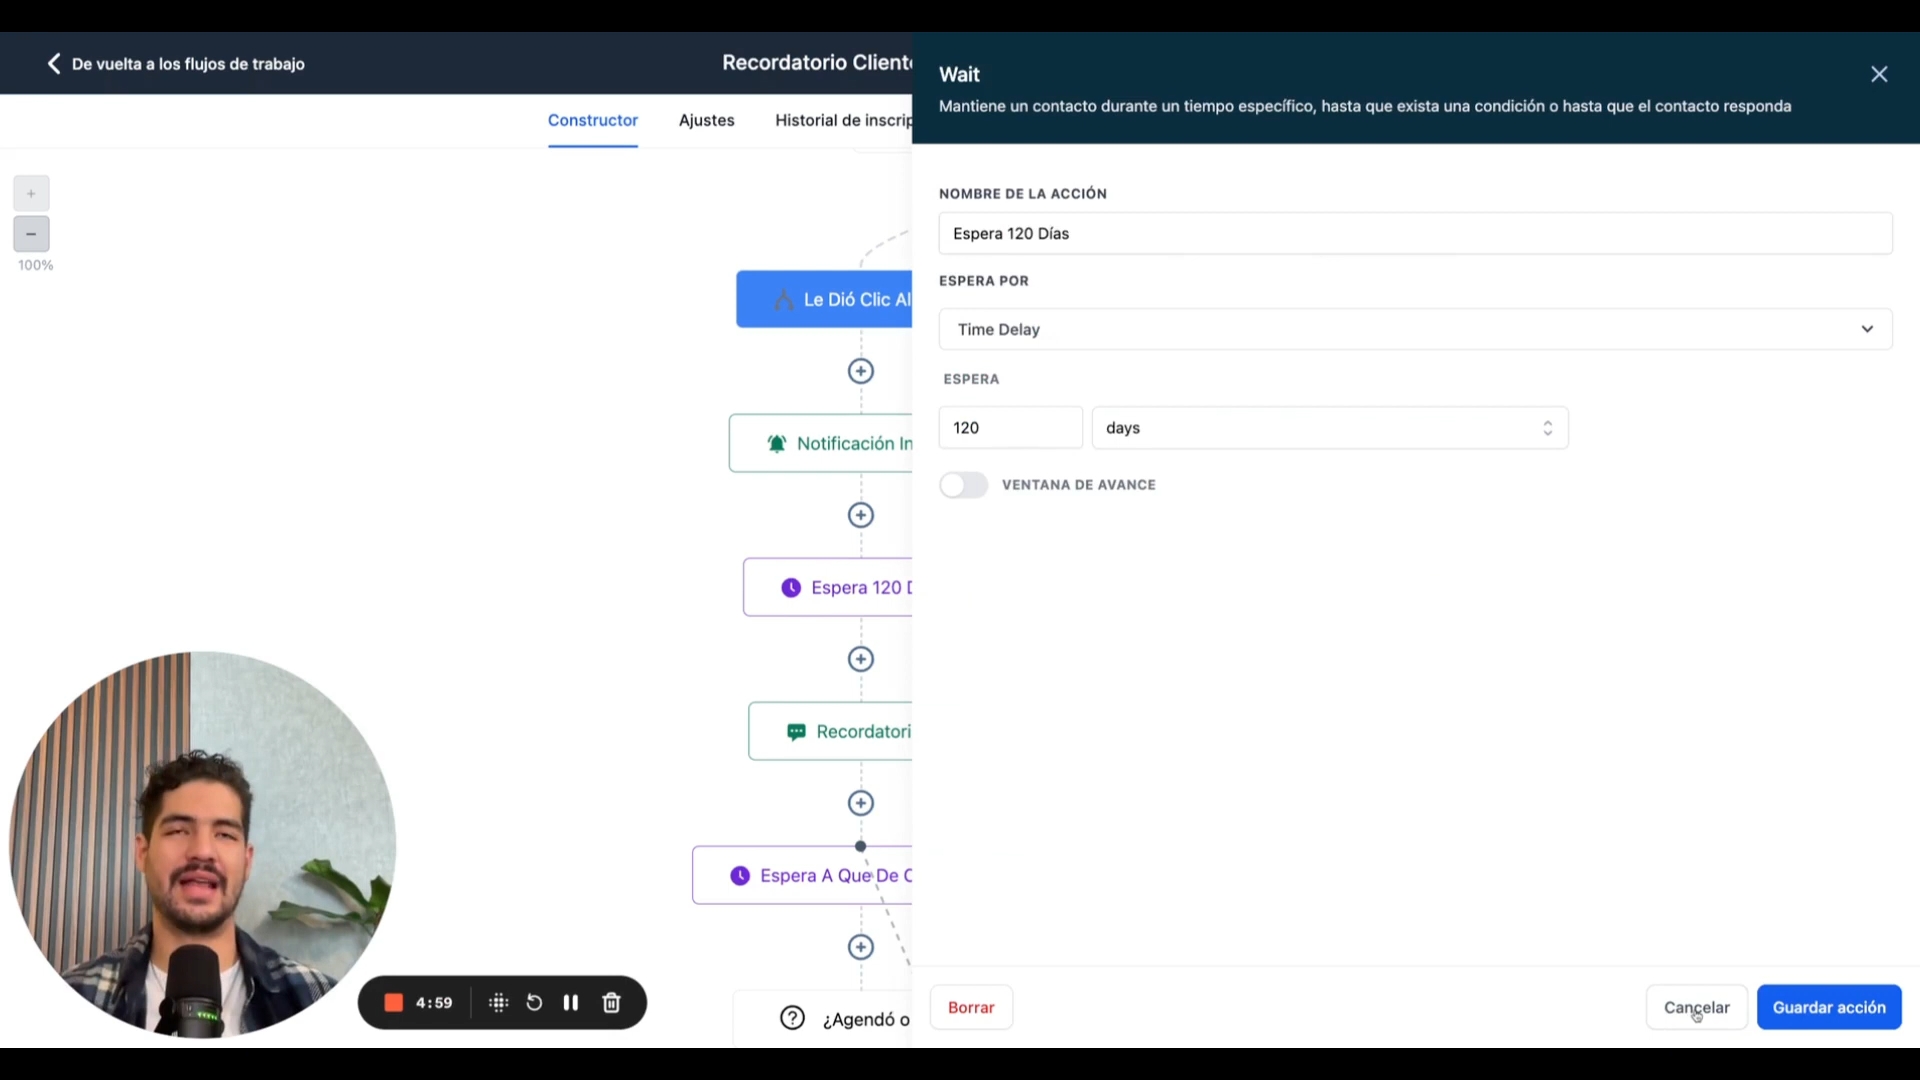 De vuelta a los flujos de trabajo
Recordatorio Cliente
Constructor
Ajustes
Historial de inscrip
+
−
100%
Le Dió Clic Al
Notificación In
Espera 120 D
Recordatori
Espera A Que De C
¿Agendó o
4:59
Wait
Mantiene un contacto durante un tiempo específico, hasta que exista una condición o hasta que el contacto responda
NOMBRE DE LA ACCIÓN
Espera 120 Días
ESPERA POR
Time Delay
ESPERA
120
days
VENTANA DE AVANCE
Borrar
Cancelar
Guardar acción